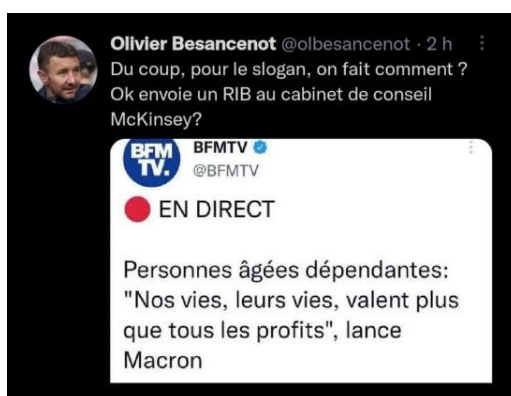 Olivier Besancenot @olbesancenot · 2 h
Du coup, pour le slogan, on fait comment ?
Ok envoie un RIB au cabinet de conseil
McKinsey?
BFM
TV.
BFMTV
@BFMTV
🔴 EN DIRECT
Personnes âgées dépendantes:
"Nos vies, leurs vies, valent plus
que tous les profits", lance
Macron